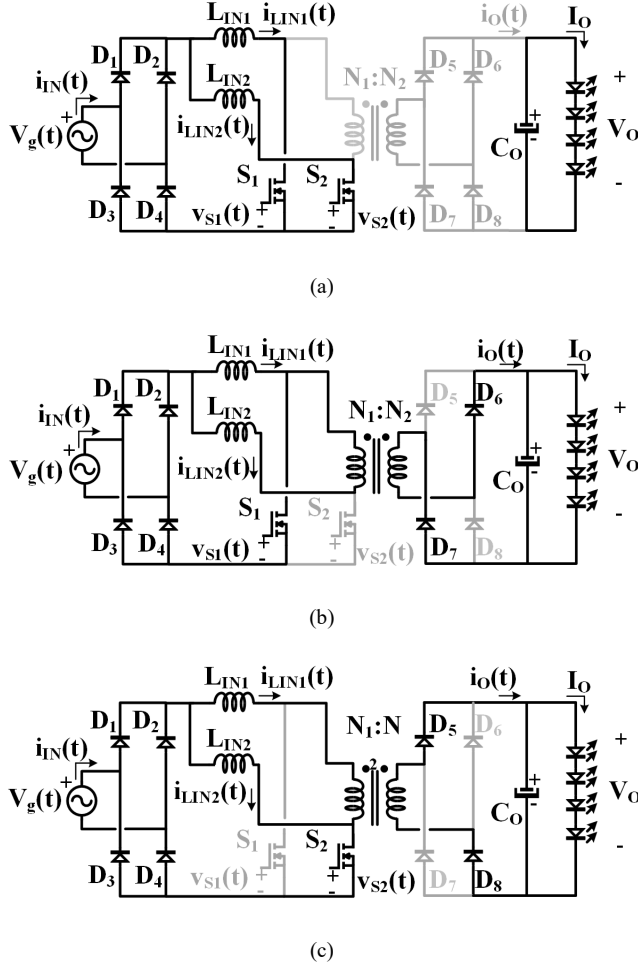 L_IN1 i_LIN1(t) i_O(t) I_O
D_1 D_2 L_IN2 N_1:N_2 D_5 D_6 +
i_IN(t)
+ i_LIN2(t) + V_O
V_g(t) C_O -
S_1 S_2 -
D_3 D_4 + + D_7 D_8
v_S1(t) - v_S2(t) -
(a)
L_IN1 i_LIN1(t) i_O(t) I_O
D_1 D_2 L_IN2 N_1:N_2 D_5 D_6 +
i_IN(t)
+ i_LIN2(t) + V_O
V_g(t) C_O -
S_1 S_2 -
D_3 D_4 + + D_7 D_8
v_S1(t) - v_S2(t) -
(b)
L_IN1 i_LIN1(t) i_O(t) I_O
D_1 D_2 L_IN2 N_1:N D_5 D_6 +
i_IN(t) 2
+ i_LIN2(t) + V_O
V_g(t) C_O -
S_1 S_2 -
D_3 D_4 + + D_7 D_8
v_S1(t) - v_S2(t) -
(c)